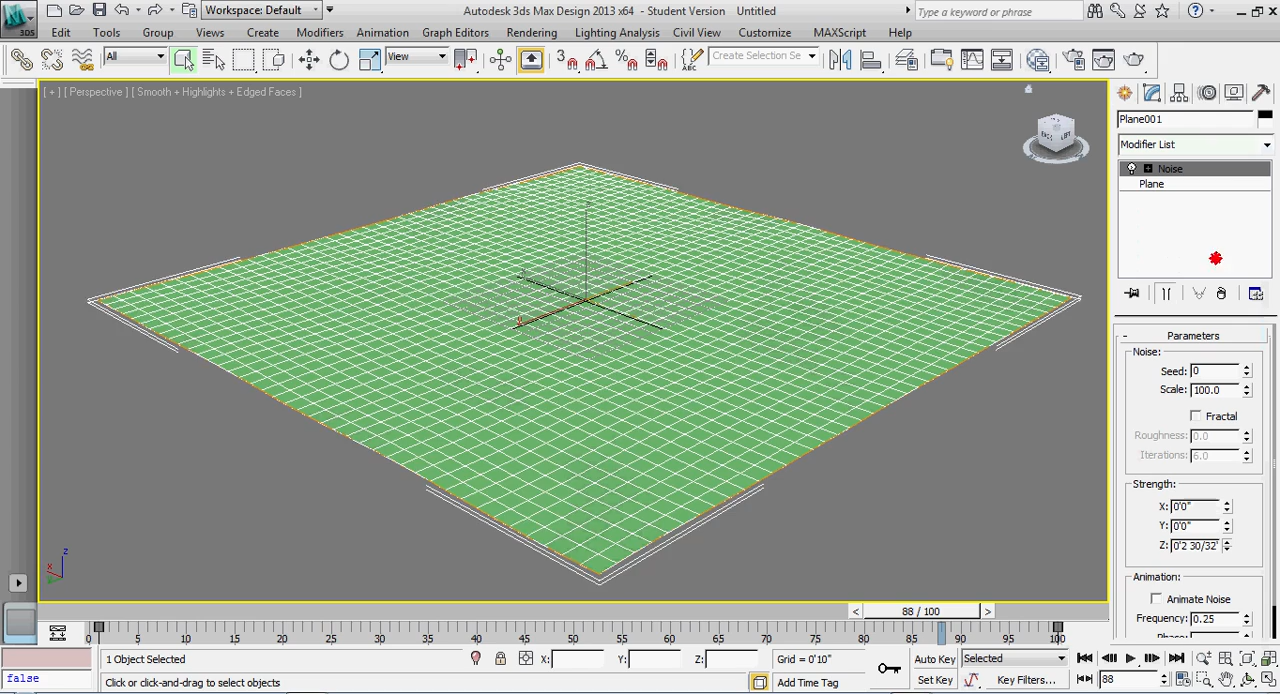 Workspace: Default
Autodesk 3ds Max Design 2013 x64 - Student Version Untitled
Type a keyword or phrase
3DS
Edit Tools Group Views Create Modifiers Animation Graph Editors Rendering Lighting Analysis Civil View Customize MAXScript Help
All
View
3
Create Selection Se
[ + ] [ Perspective ] [ Smooth + Highlights + Edged Faces ]
Plane001
Modifier List
Noise
Plane
Parameters
Noise:
Seed: 0
Scale: 100.0
Fractal
Roughness: 0.0
Iterations: 6.0
Strength:
X: 0'0"
Y: 0'0"
Z: 0'2 30/32"
Animation:
Animate Noise
Frequency: 0.25
Phase:
z
x
88 / 100
0 5 10 15 20 25 30 35 40 45 50 55 60 65 70 75 80 85 90 95 100
1 Object Selected
X: Y: Z:
Grid = 0'10"
Auto Key
Selected
false
Click or click-and-drag to select objects
Add Time Tag
Set Key
Key Filters...
88